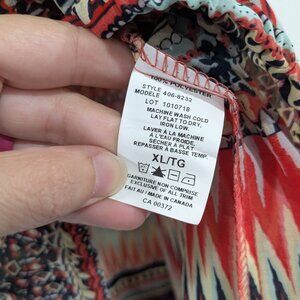 100% POLYESTER
STYLE 406-8232
MODELE
LOT 1010718
MACHINE WASH COLD
LAY FLAT TO DRY.
IRON LOW.
LAVER A LA MACHINE
A L'EAU FROIDE.
SECHER À PLAT
REPASSER À BASSE TEMP.
XL/TG
GARNITURE NON COMPRISE
EXCLUSIVE OF ALL TRIM
FAIT AU / MADE IN CANADA
CA 00372